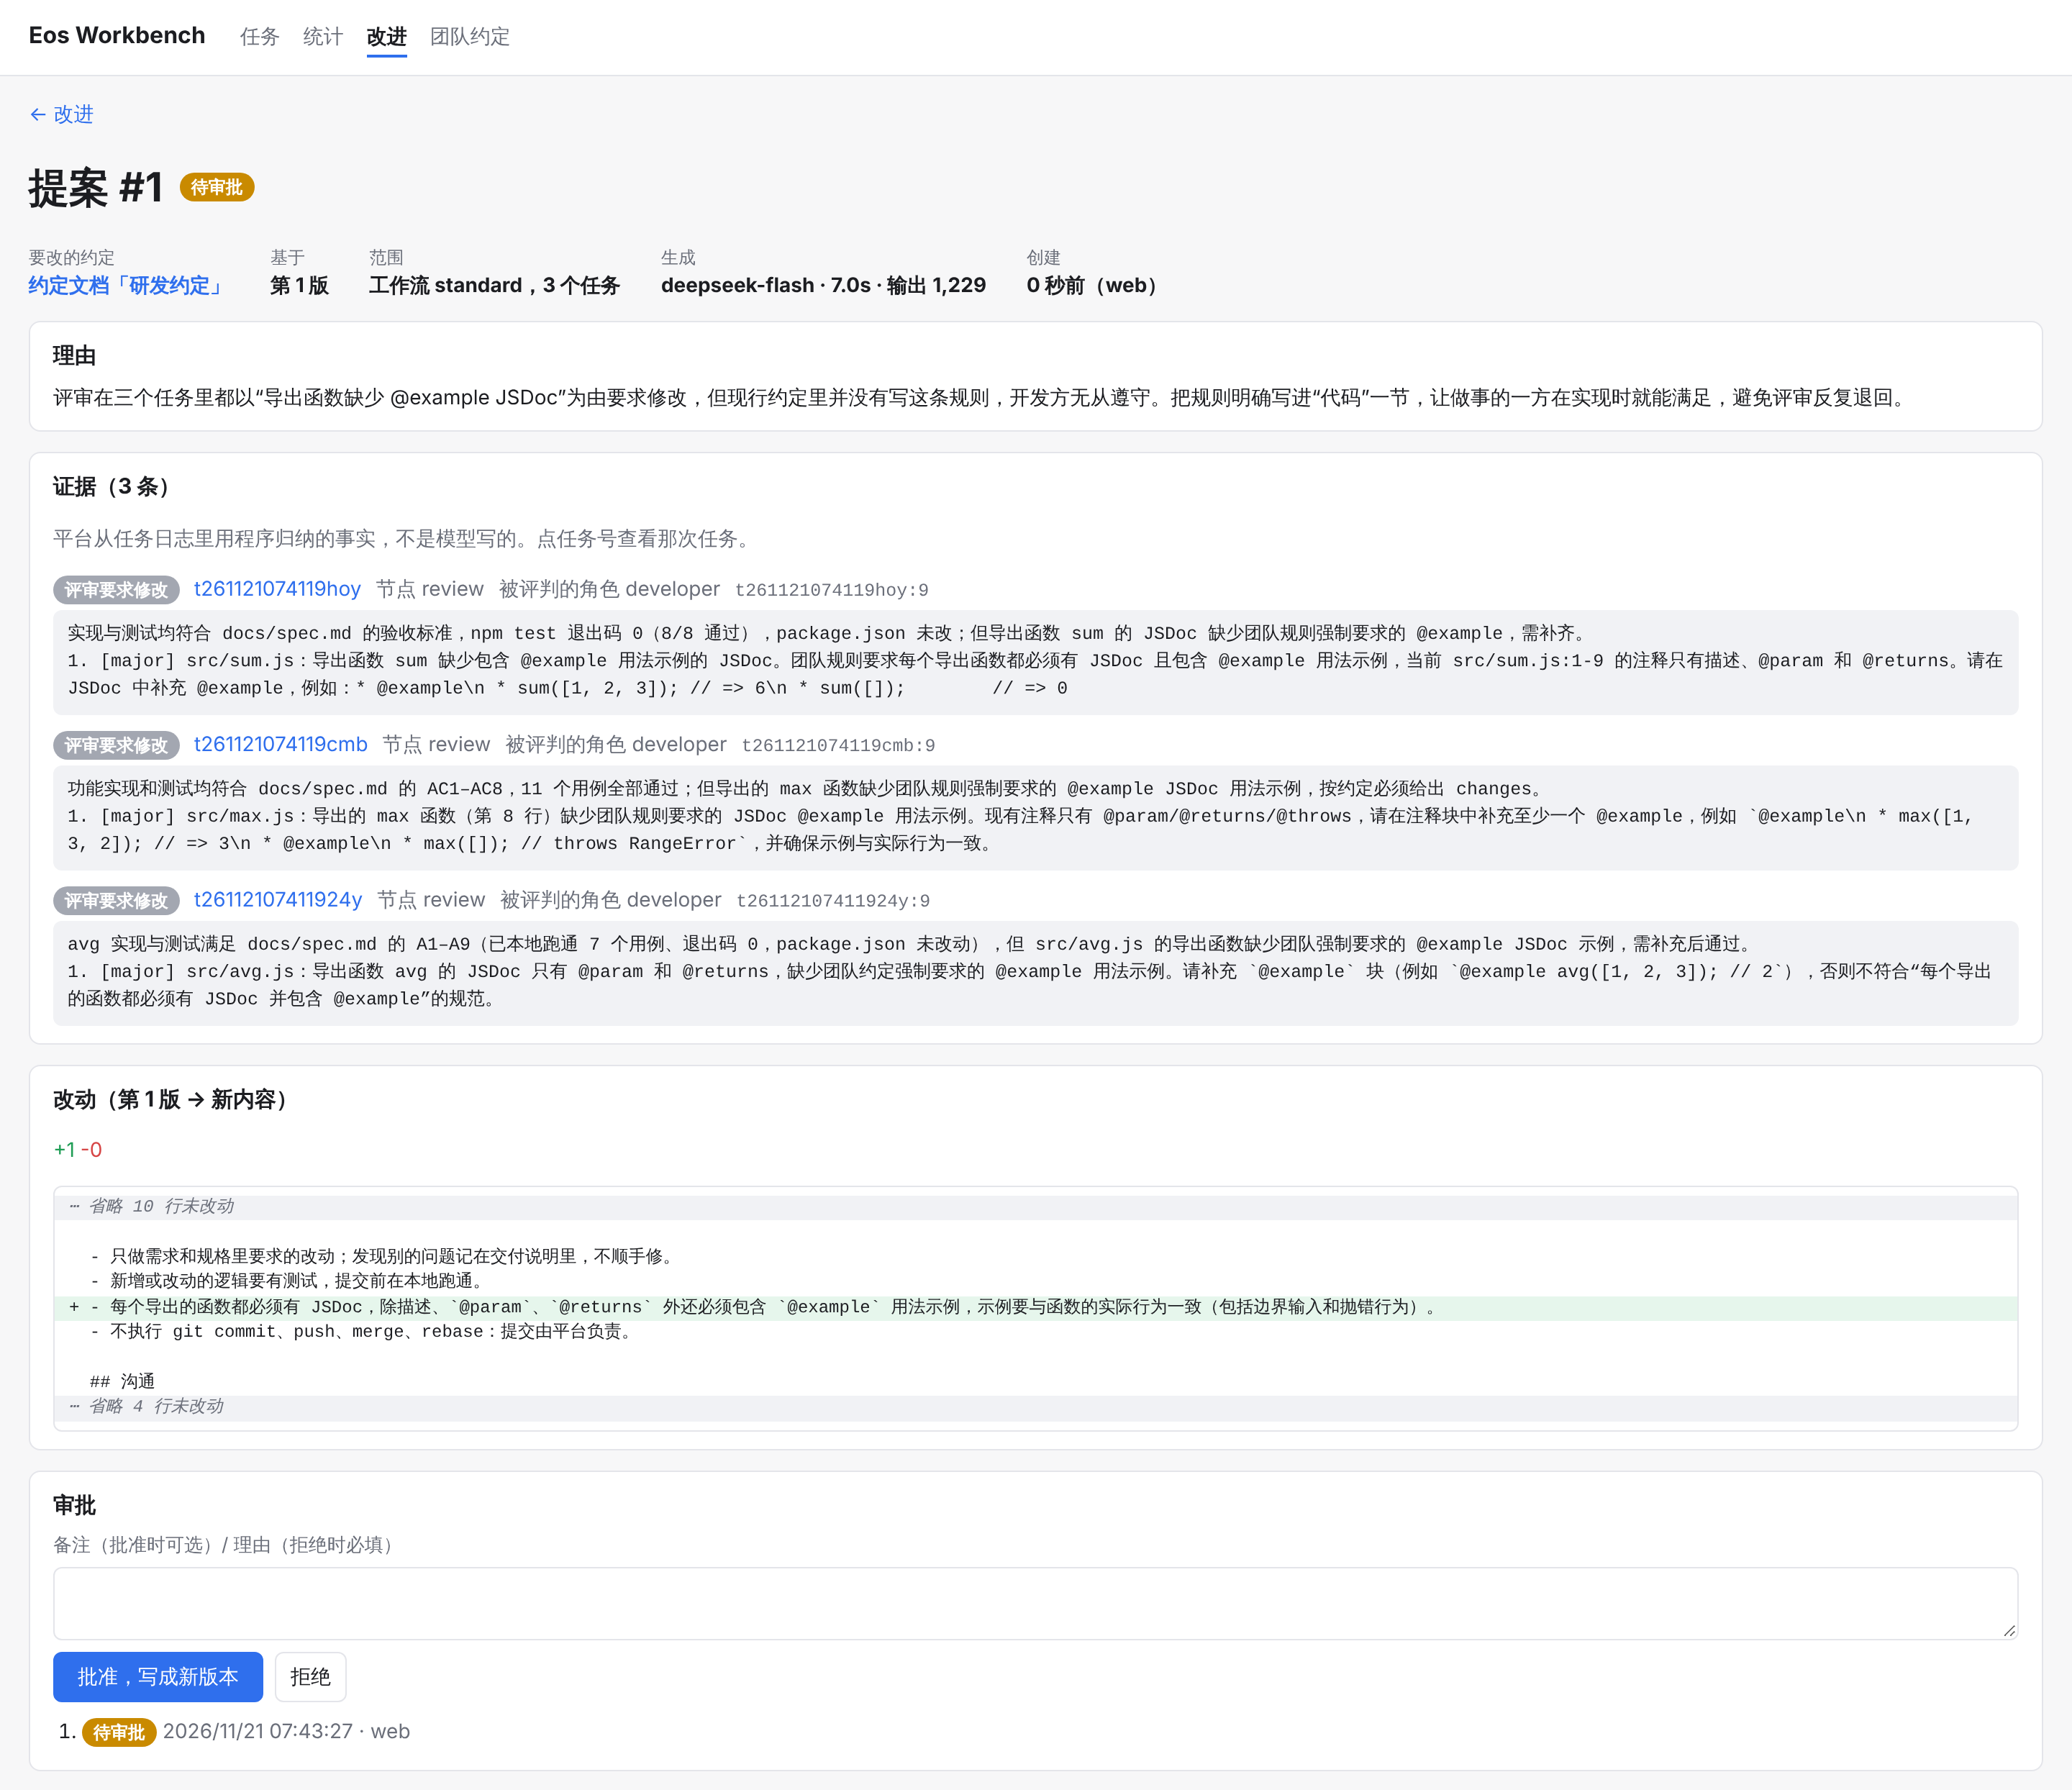 Eos Workbench 任务 统计 改进 团队约定
← 改进
提案 #1 待审批
要改的约定 基于 范围 生成 创建
约定文档「研发约定」 第 1 版 工作流 standard，3 个任务 deepseek-flash · 7.0s · 输出 1,229 0 秒前（web）
理由
评审在三个任务里都以“导出函数缺少 @example JSDoc”为由要求修改，但现行约定里并没有写这条规则，开发方无从遵守。把规则明确写进“代码”一节，让做事的一方在实现时就能满足，避免评审反复退回。
证据（3 条）
平台从任务日志里用程序归纳的事实，不是模型写的。点任务号查看那次任务。
评审要求修改 t261121074119hoy 节点 review 被评判的角色 developer t261121074119hoy:9
实现与测试均符合 docs/spec.md 的验收标准，npm test 退出码 0（8/8 通过），package.json 未改；但导出函数 sum 的 JSDoc 缺少团队规则强制要求的 @example，需补齐。
1. [major] src/sum.js：导出函数 sum 缺少包含 @example 用法示例的 JSDoc。团队规则要求每个导出函数都必须有 JSDoc 且包含 @example 用法示例，当前 src/sum.js:1-9 的注释只有描述、@param 和 @returns。请在
JSDoc 中补充 @example，例如：* @example\n * sum([1, 2, 3]); // => 6\n * sum([]);        // => 0
评审要求修改 t261121074119cmb 节点 review 被评判的角色 developer t261121074119cmb:9
功能实现和测试均符合 docs/spec.md 的 AC1–AC8，11 个用例全部通过；但导出的 max 函数缺少团队规则强制要求的 @example JSDoc 用法示例，按约定必须给出 changes。
1. [major] src/max.js：导出的 max 函数（第 8 行）缺少团队规则要求的 JSDoc @example 用法示例。现有注释只有 @param/@returns/@throws，请在注释块中补充至少一个 @example，例如 `@example\n * max([1,
3, 2]); // => 3\n * @example\n * max([]); // throws RangeError`，并确保示例与实际行为一致。
评审要求修改 t26112107411924y 节点 review 被评判的角色 developer t26112107411924y:9
avg 实现与测试满足 docs/spec.md 的 A1–A9（已本地跑通 7 个用例、退出码 0，package.json 未改动），但 src/avg.js 的导出函数缺少团队强制要求的 @example JSDoc 示例，需补充后通过。
1. [major] src/avg.js：导出函数 avg 的 JSDoc 只有 @param 和 @returns，缺少团队约定强制要求的 @example 用法示例。请补充 `@example` 块（例如 `@example avg([1, 2, 3]); // 2`），否则不符合“每个导出
的函数都必须有 JSDoc 并包含 @example”的规范。
改动（第 1 版 → 新内容）
+1 -0
⋯ 省略 10 行未改动
- 只做需求和规格里要求的改动；发现别的问题记在交付说明里，不顺手修。
- 新增或改动的逻辑要有测试，提交前在本地跑通。
+ - 每个导出的函数都必须有 JSDoc，除描述、`@param`、`@returns` 外还必须包含 `@example` 用法示例，示例要与函数的实际行为一致（包括边界输入和抛错行为）。
- 不执行 git commit、push、merge、rebase：提交由平台负责。
## 沟通
⋯ 省略 4 行未改动
审批
备注（批准时可选）/ 理由（拒绝时必填）
批准，写成新版本 拒绝
1. 待审批 2026/11/21 07:43:27 · web